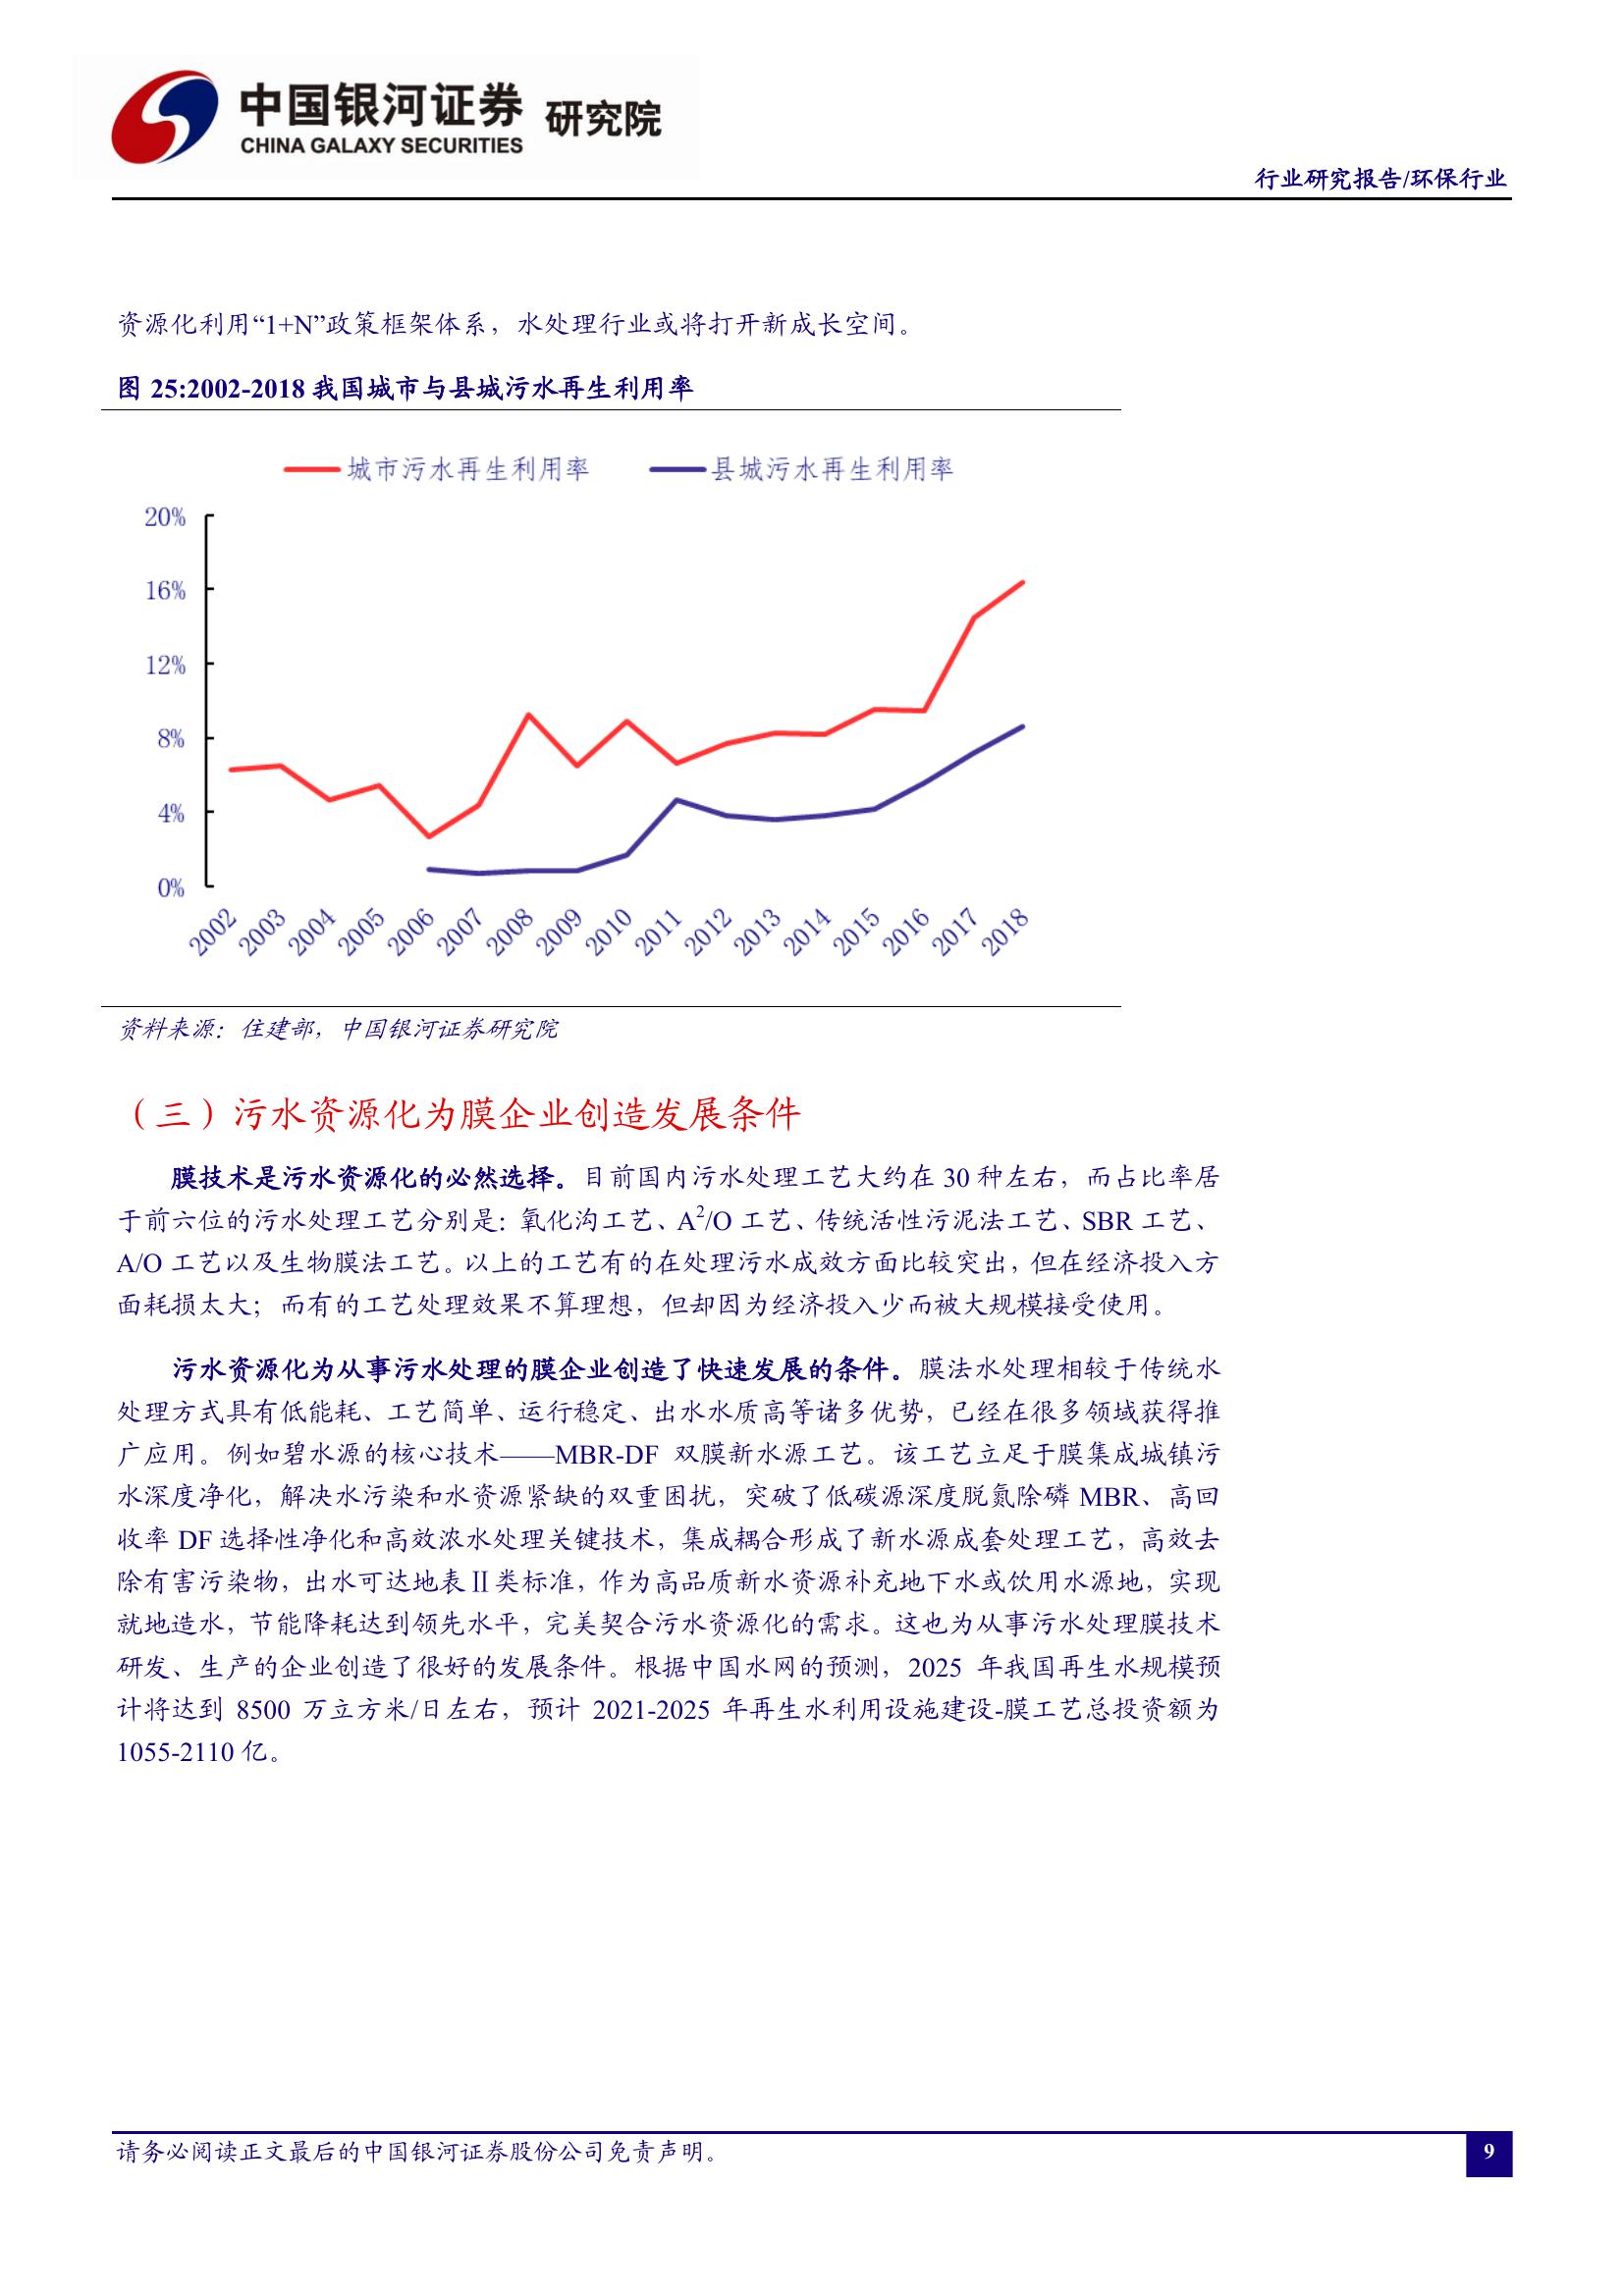 中国银河证券 研究院
CHINA GALAXY SECURITIES
行业研究报告/环保行业
资源化利用“1+N”政策框架体系，水处理行业或将打开新成长空间。
图 25:2002-2018 我国城市与县城污水再生利用率
城市污水再生利用率 县城污水再生利用率
20%
16%
12%
8%
4%
0%
2002 2003 2004 2005 2006 2007 2008 2009 2010 2011 2012 2013 2014 2015 2016 2017 2018
资料来源：住建部，中国银河证券研究院
（三）污水资源化为膜企业创造发展条件
膜技术是污水资源化的必然选择。目前国内污水处理工艺大约在 30 种左右，而占比率居
于前六位的污水处理工艺分别是：氧化沟工艺、A²/O 工艺、传统活性污泥法工艺、SBR 工艺、
A/O 工艺以及生物膜法工艺。以上的工艺有的在处理污水成效方面比较突出，但在经济投入方
面耗损太大；而有的工艺处理效果不算理想，但却因为经济投入少而被大规模接受使用。
污水资源化为从事污水处理的膜企业创造了快速发展的条件。膜法水处理相较于传统水
处理方式具有低能耗、工艺简单、运行稳定、出水水质高等诸多优势，已经在很多领域获得推
广应用。例如碧水源的核心技术——MBR-DF 双膜新水源工艺。该工艺立足于膜集成城镇污
水深度净化，解决水污染和水资源紧缺的双重困扰，突破了低碳源深度脱氮除磷 MBR、高回
收率 DF 选择性净化和高效浓水处理关键技术，集成耦合形成了新水源成套处理工艺，高效去
除有害污染物，出水可达地表Ⅱ类标准，作为高品质新水资源补充地下水或饮用水源地，实现
就地造水，节能降耗达到领先水平，完美契合污水资源化的需求。这也为从事污水处理膜技术
研发、生产的企业创造了很好的发展条件。根据中国水网的预测，2025 年我国再生水规模预
计将达到 8500 万立方米/日左右，预计 2021-2025 年再生水利用设施建设-膜工艺总投资额为
1055-2110 亿。
请务必阅读正文最后的中国银河证券股份公司免责声明。
9